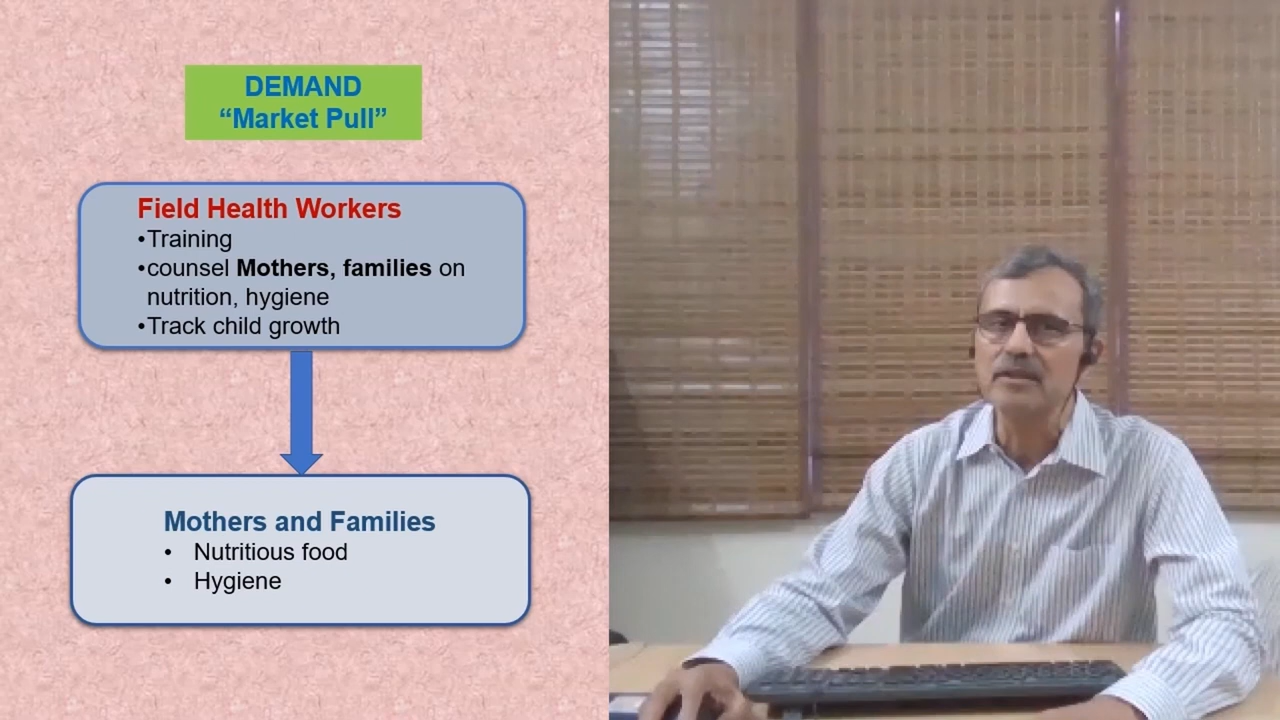 DEMAND
“Market Pull”
Field Health Workers
•Training
•counsel Mothers, families on
nutrition, hygiene
•Track child growth
Mothers and Families
• Nutritious food
• Hygiene